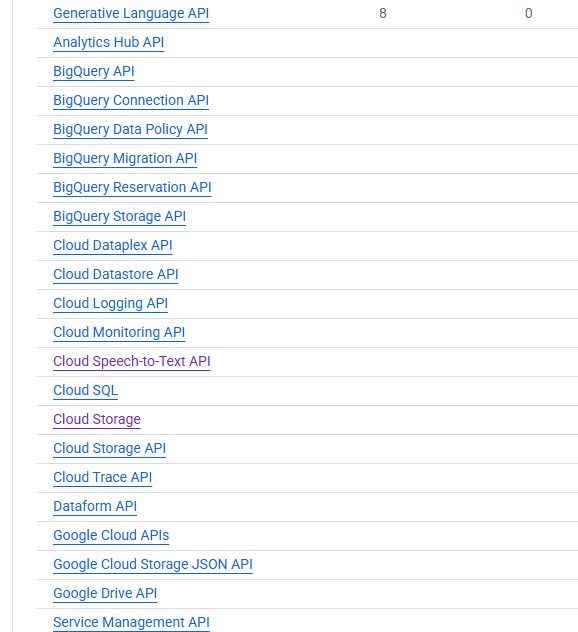 Generative Language API 8 0
Analytics Hub API
BigQuery API
BigQuery Connection API
BigQuery Data Policy API
BigQuery Migration API
BigQuery Reservation API
BigQuery Storage API
Cloud Dataplex API
Cloud Datastore API
Cloud Logging API
Cloud Monitoring API
Cloud Speech-to-Text API
Cloud SQL
Cloud Storage
Cloud Storage API
Cloud Trace API
Dataform API
Google Cloud APIs
Google Cloud Storage JSON API
Google Drive API
Service Management API